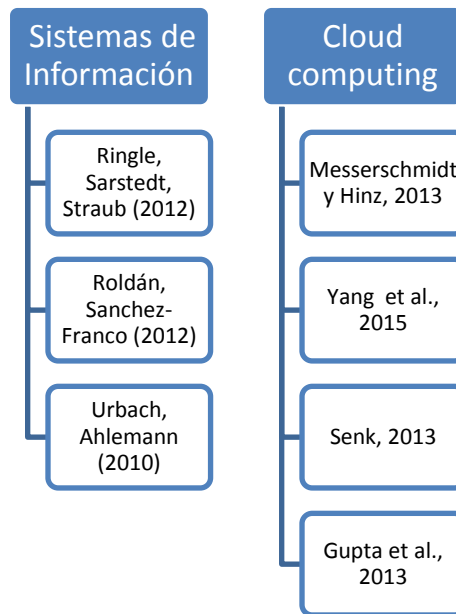 Sistemas de
Información
Ringle,
Sarstedt,
Straub (2012)
Roldán,
Sanchez-
Franco (2012)
Urbach,
Ahlemann
(2010)
Cloud
computing
Messerschmidt
y Hinz, 2013
Yang et al.,
2015
Senk, 2013
Gupta et al.,
2013